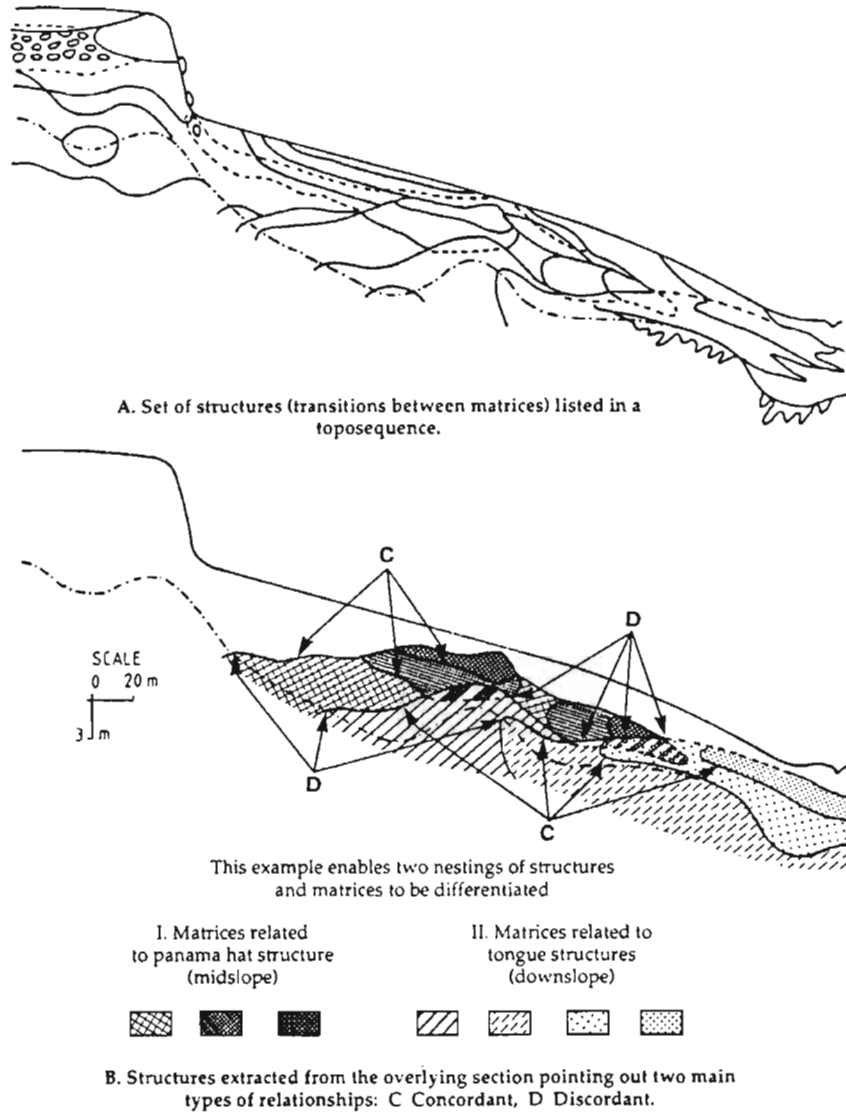 A. Set of structures (transitions between matrices) listed in a
toposequence.
C
D
SCALE
0 20 m
3 m
D
C
This example enables two nestings of structures
and matrices to be differentiated
I. Matrices related
to panama hat structure
(midslope)
II. Matrices related to
tongue structures
(downslope)
B. Structures extracted from the overlying section pointing out two main
types of relationships: C Concordant, D Discordant.